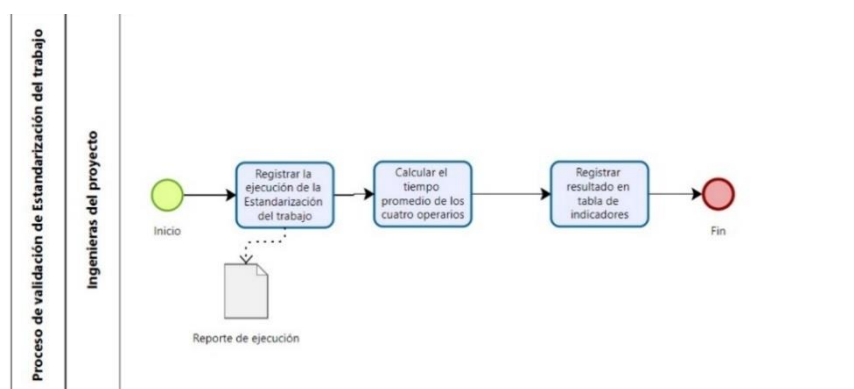 Proceso de validación de Estandarización del trabajo
Ingenieras del proyecto
Inicio
Registrar la
ejecución de la
Estandarización
del trabajo
Reporte de ejecución
Calcular el
tiempo
promedio de los
cuatro operarios
Registrar
resultado en
tabla de
indicadores
Fin